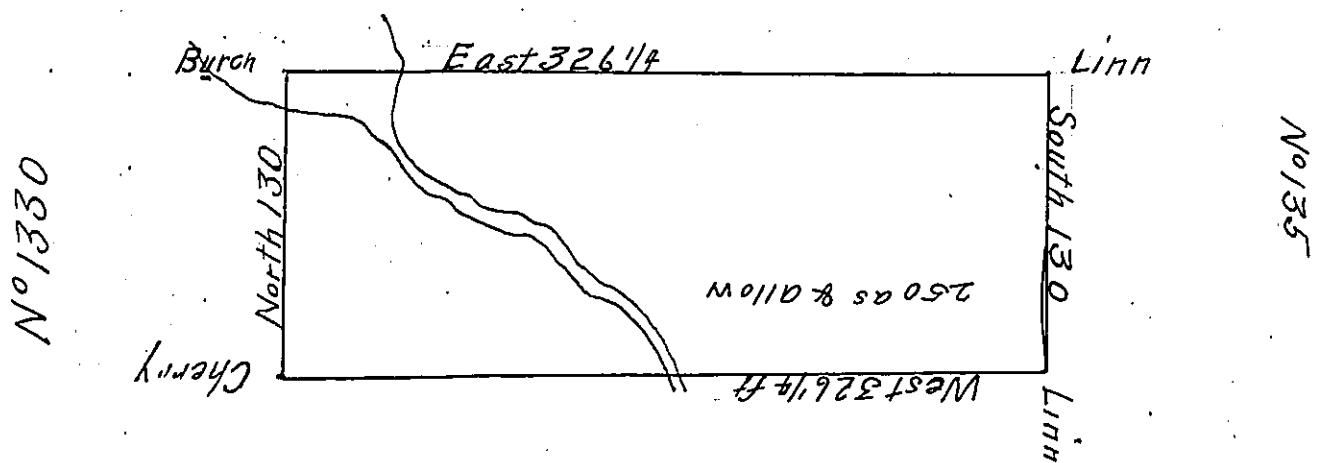 Burch
East 326 1/4
Linn
No 1330
North 130
South 130
No 135
250 as & allow
Cherry
West 326 1/4 ft
Linn